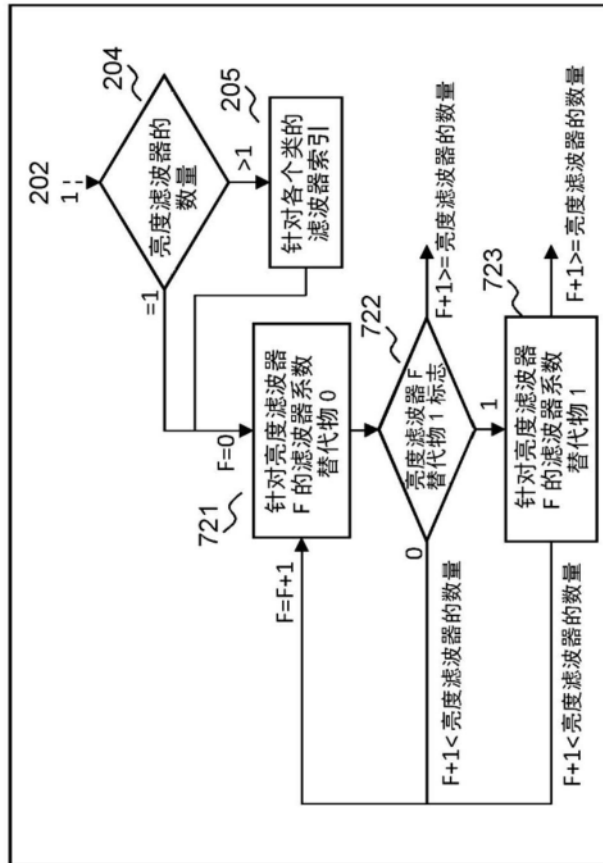 202
1
204
亮度滤波器的
数量
=1
>1
205
针对各个类的
滤波器索引
F=0
721
针对亮度滤波器
F 的滤波器系数
替代物 0
F=F+1
722
亮度滤波器 F
替代物 1 标志
0
1
F+1>=亮度滤波器的数量
F+1<亮度滤波器的数量
723
针对亮度滤波器
F 的滤波器系数
替代物 1
F+1>=亮度滤波器的数量
F+1<亮度滤波器的数量